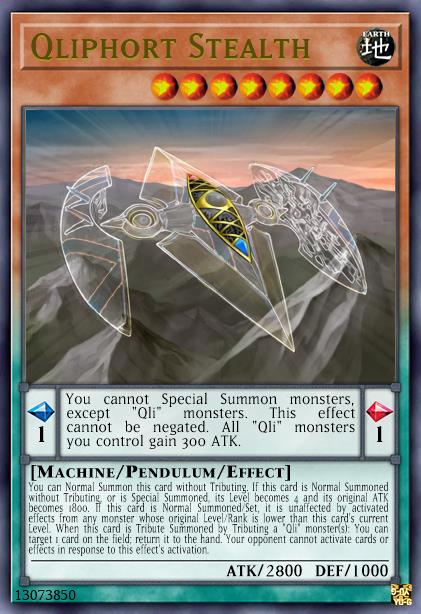 Qliphort Stealth
EARTH
地
You cannot Special Summon monsters,
except "Qli" monsters. This effect
cannot be negated. All "Qli" monsters
you control gain 300 ATK.
1
1
[Machine/Pendulum/Effect]
You can Normal Summon this card without Tributing. If this card is Normal Summoned
without Tributing, or is Special Summoned, its Level becomes 4 and its original ATK
becomes 1800. If this card is Normal Summoned/Set, it is unaffected by activated
effects from any monster whose original Level/Rank is lower than this card's current
Level. When this card is Tribute Summoned by Tributing a "Qli" monster(s): You can
target 1 card on the field; return it to the hand. Your opponent cannot activate cards or
effects in response to this effect's activation.
ATK/2800 DEF/1000
13073850